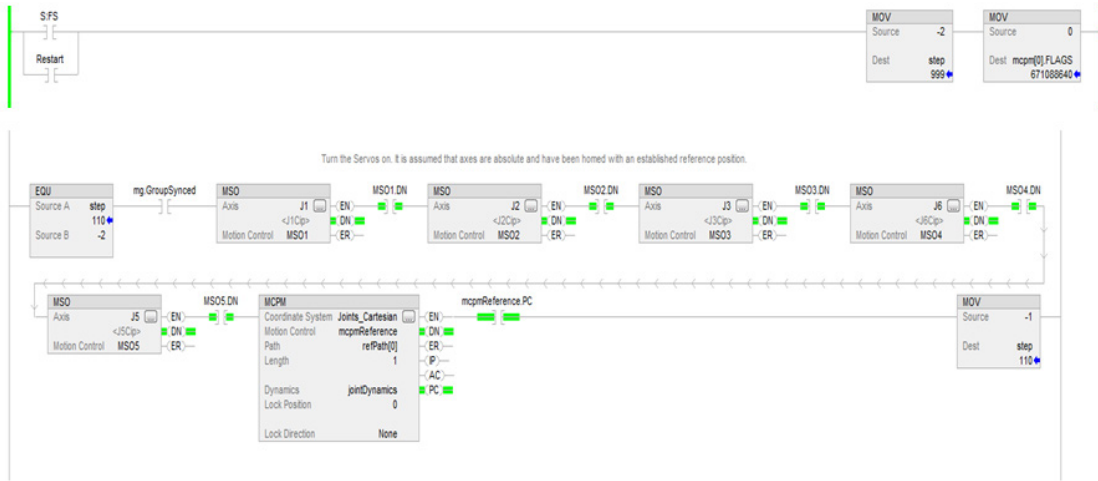 S:FS
Restart
MOV
Source -2
Dest step
999
MOV
Source 0
Dest mcpm[0].FLAGS
671088640
Turn the Servos on. It is assumed that axes are absolute and have been homed with an established reference position.
EQU
Source A step
110
Source B -2
mg.GroupSynced
MSO
Axis J1 ...
<J1Cip>
Motion Control MSO1
EN
DN
ER
MSO1.DN
MSO
Axis J2 ...
<J2Cip>
Motion Control MSO2
EN
DN
ER
MSO2.DN
MSO
Axis J3 ...
<J3Cip>
Motion Control MSO3
EN
DN
ER
MSO3.DN
MSO
Axis J6 ...
<J6Cip>
Motion Control MSO4
EN
DN
ER
MSO4.DN
MSO
Axis J5 ...
<J5Cip>
Motion Control MSO5
EN
DN
ER
MSO5.DN
MCPM
Coordinate System Joints_Cartesian ...
Motion Control mcpmReference
Path refPath[0]
Length 1
Dynamics jointDynamics
Lock Position 0
Lock Direction None
EN
DN
ER
IP
AC
PC
mcpmReference.PC
MOV
Source -1
Dest step
110